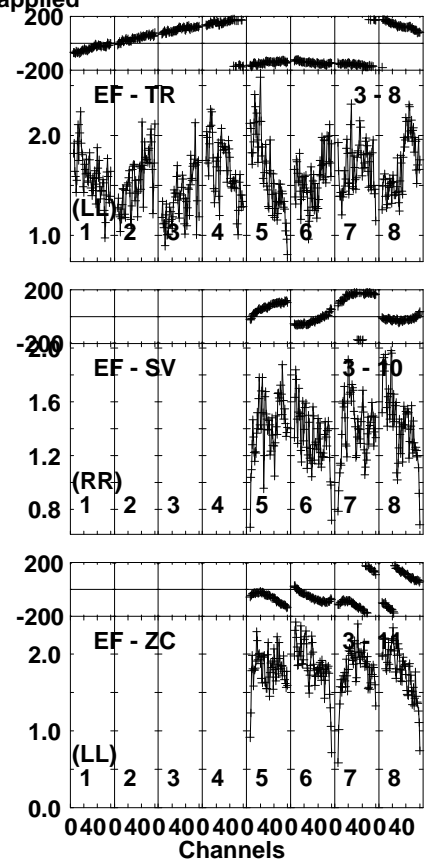 applied
200
-200
EF - TR 3 - 8
2.0
(LL)
1.0
1 2 3 4 5 6 7 8
200
-200
2.0
EF - SV 3 - 10
1.6
1.2
(RR)
0.8
1 2 3 4 5 6 7 8
200
-200
EF - ZC 3 - 11
2.0
1.0
(LL)
1 2 3 4 5 6 7 8
0.0
0 40 0 40 0 40 0 40 0 40 0 40 0 40 0 40
Channels